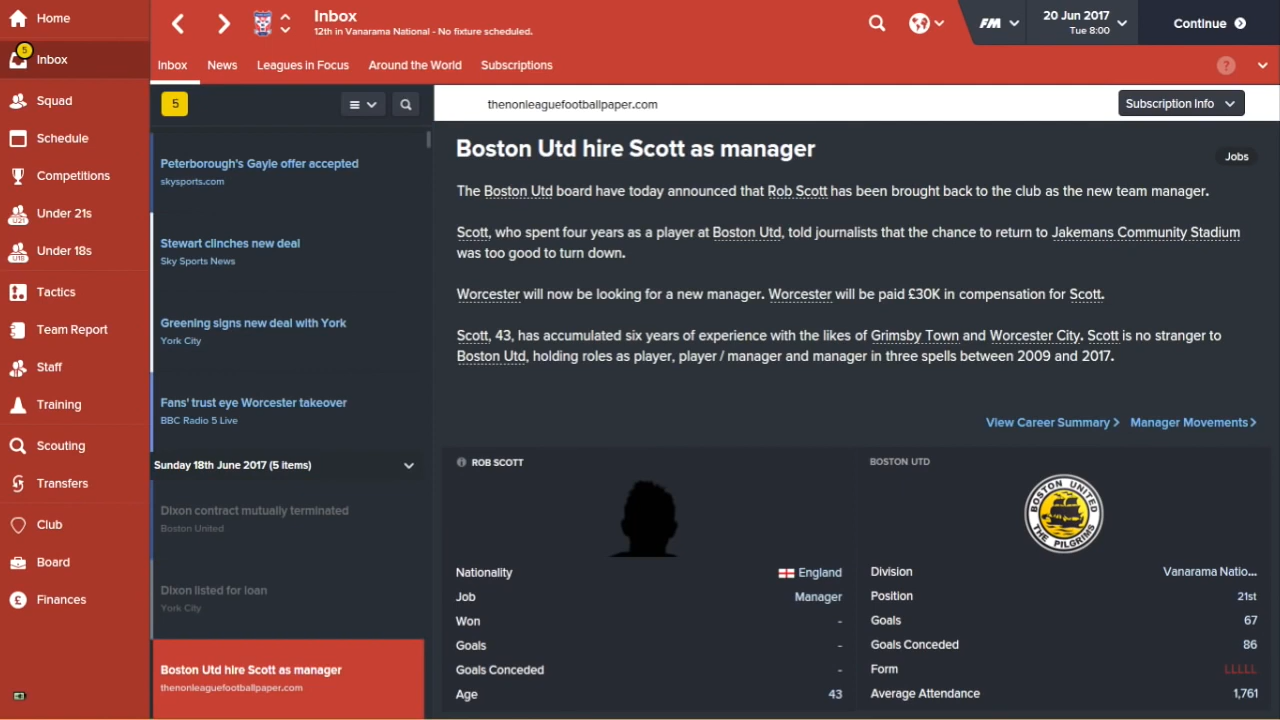 Home
5
Inbox
Squad
Schedule
Competitions
U21
Under 21s
U18
Under 18s
Tactics
Team Report
Staff
Training
Scouting
Transfers
Club
Board
£ Finances
Inbox
12th in Vanarama National - No fixture scheduled.
FM
20 Jun 2017
Tue 8:00
Continue
Inbox News Leagues in Focus Around the World Subscriptions
?
5
Peterborough's Gayle offer accepted
skysports.com
Stewart clinches new deal
Sky Sports News
Greening signs new deal with York
York City
Fans' trust eye Worcester takeover
BBC Radio 5 Live
Sunday 18th June 2017 (5 items)
Dixon contract mutually terminated
Boston United
Dixon listed for loan
York City
Boston Utd hire Scott as manager
thenonleaguefootballpaper.com
thenonleaguefootballpaper.com
Subscription Info
Boston Utd hire Scott as manager
Jobs
The Boston Utd board have today announced that Rob Scott has been brought back to the club as the new team manager.
Scott, who spent four years as a player at Boston Utd, told journalists that the chance to return to Jakemans Community Stadium
was too good to turn down.
Worcester will now be looking for a new manager. Worcester will be paid £30K in compensation for Scott.
Scott, 43, has accumulated six years of experience with the likes of Grimsby Town and Worcester City. Scott is no stranger to
Boston Utd, holding roles as player, player / manager and manager in three spells between 2009 and 2017.
View Career Summary > Manager Movements >
ROB SCOTT
Nationality England
Job Manager
Won -
Goals -
Goals Conceded -
Age 43
BOSTON UTD
BOSTON UNITED
THE PILGRIMS
Division Vanarama Natio...
Position 21st
Goals 67
Goals Conceded 86
Form LLLLL
Average Attendance 1,761